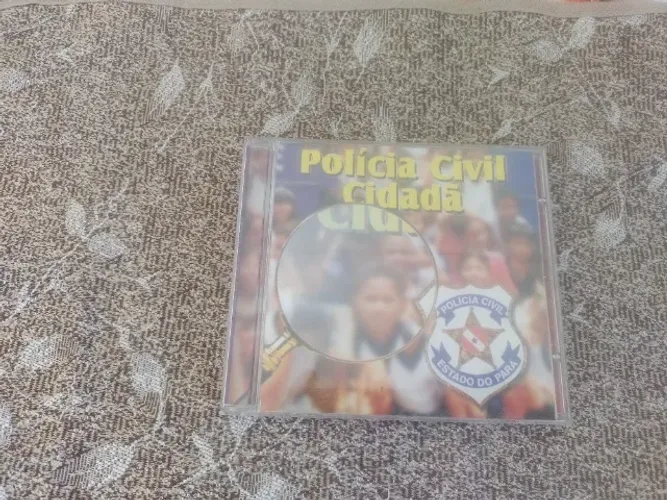 Polícia Civil
Cidadã
POLÍCIA CIVIL
ESTADO DO PARÁ